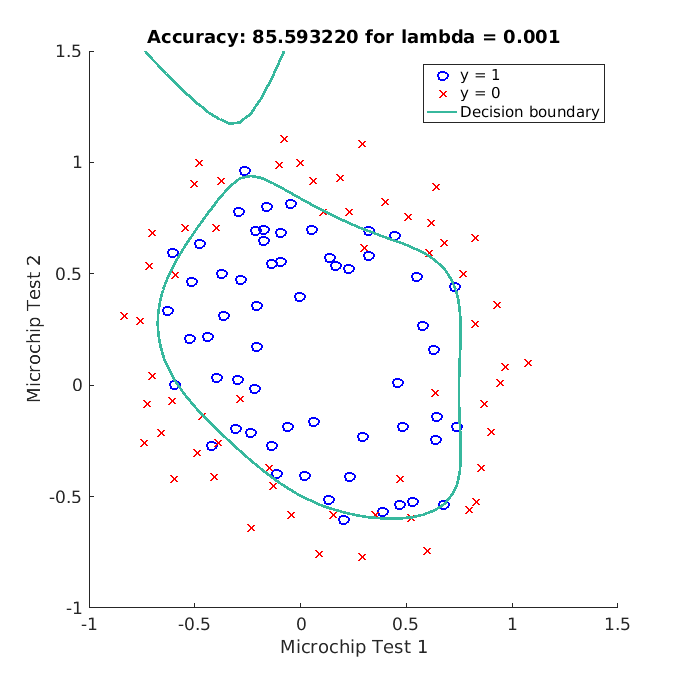 Accuracy: 85.593220 for lambda = 0.001
y = 1
y = 0
Decision boundary
1.5
1
0.5
0
-0.5
-1
Microchip Test 2
-1
-0.5
0
0.5
1
1.5
Microchip Test 1